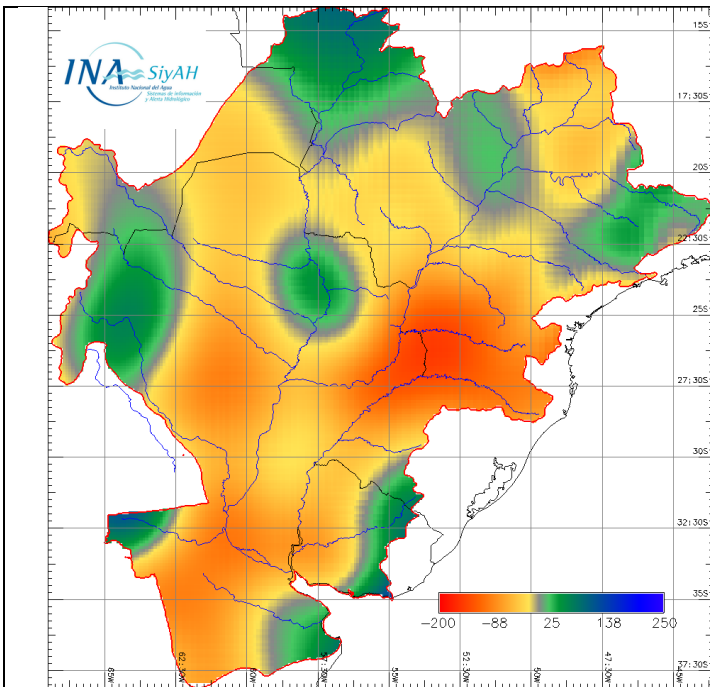 INA SiyAH
Instituto Nacional del Agua
Sistemas de Información
y Alerta Hidrológico
15S
17:30S
20S
22:30S
25S
27:30S
30S
32:30S
35S
37:30S
−200 −88 25 138 250
65W 62:30W 60W 57:30W 55W 52:30W 50W 47:30W 45W